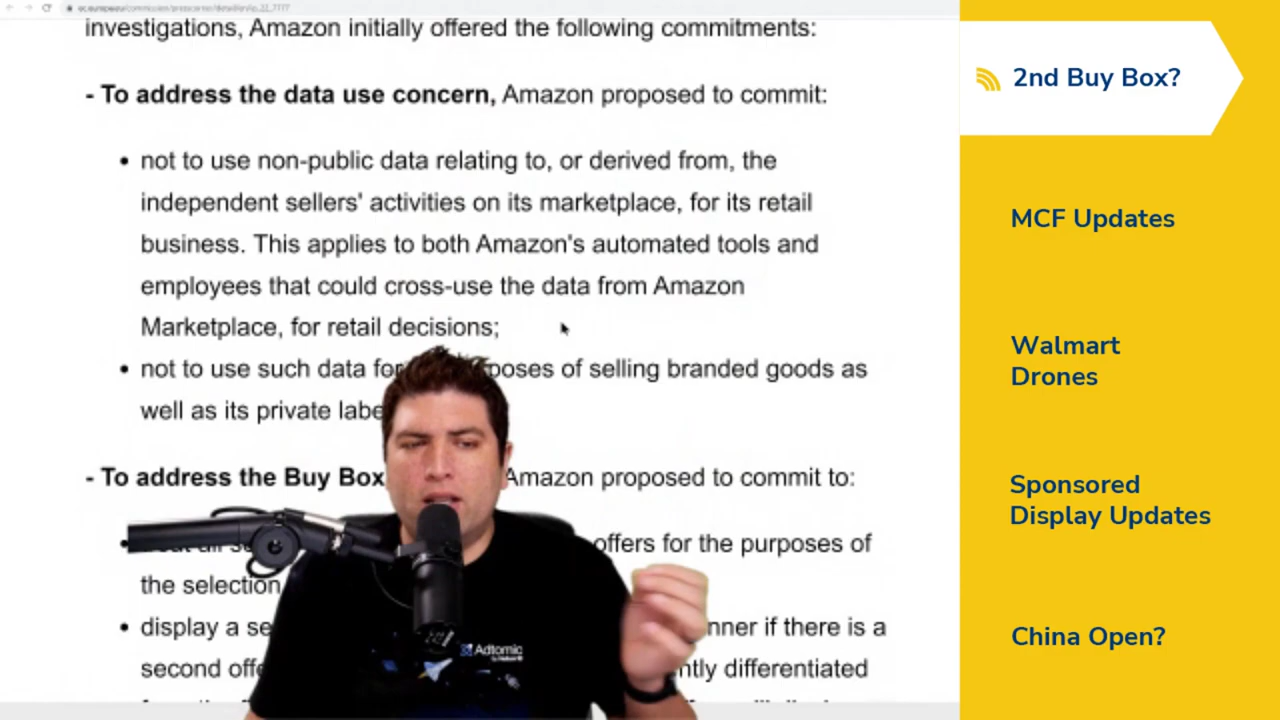 investigations, Amazon initially offered the following commitments:
- To address the data use concern, Amazon proposed to commit:
• not to use non-public data relating to, or derived from, the
independent sellers' activities on its marketplace, for its retail
business. This applies to both Amazon's automated tools and
employees that could cross-use the data from Amazon
Marketplace, for retail decisions;
• not to use such data for poses of selling branded goods as
well as its private labe
- To address the Buy Box Amazon proposed to commit to:
offers for the purposes of
the selection
• display a se nner if there is a
second offe ntly differentiated
Adtomic
2nd Buy Box?
MCF Updates
Walmart
Drones
Sponsored
Display Updates
China Open?